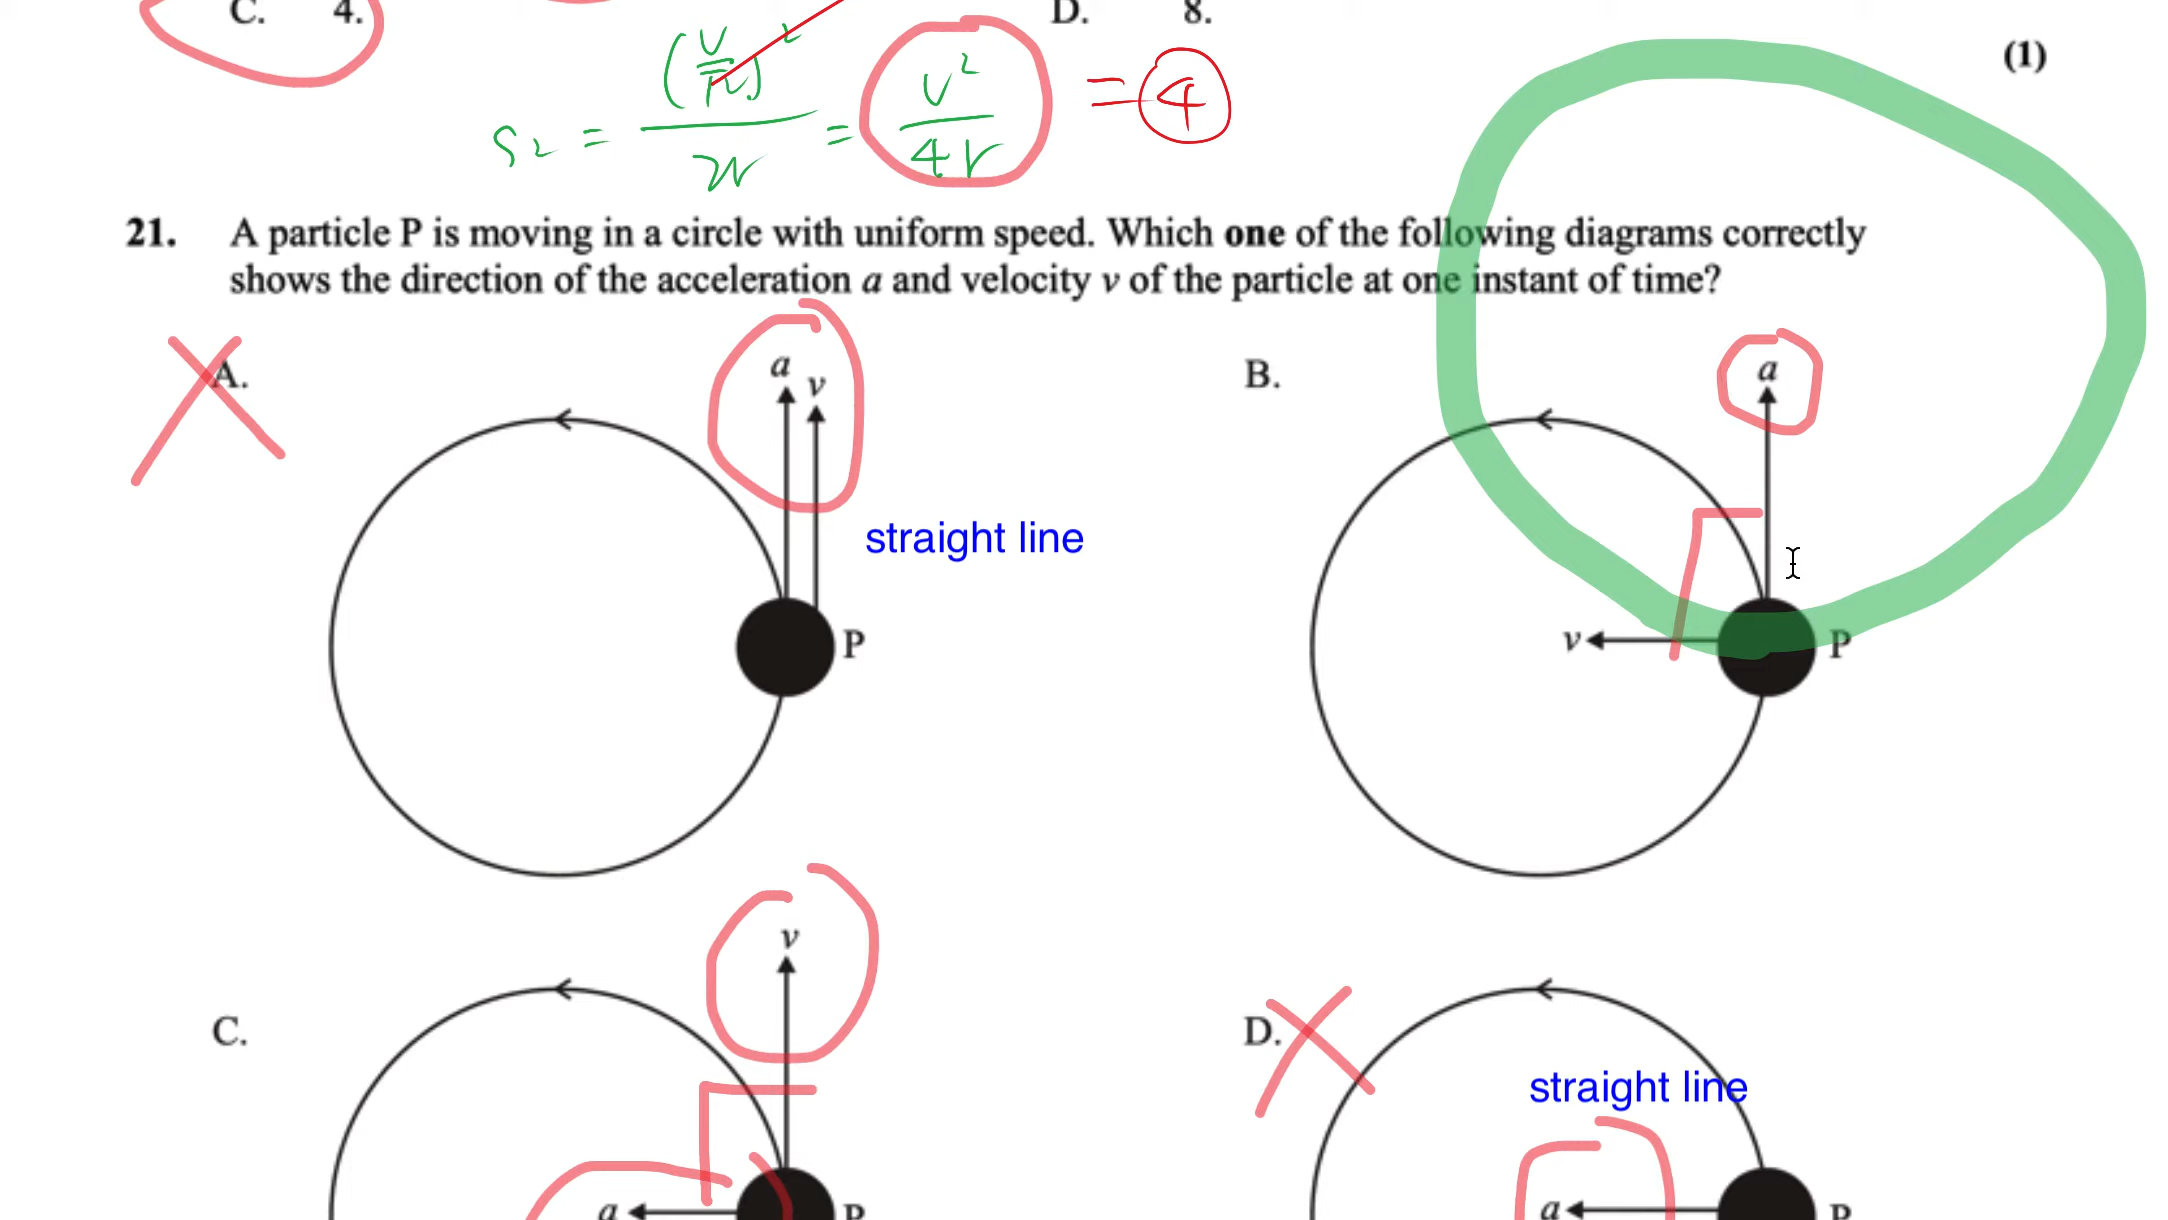 C. 4. D. 8.
(1)
S₂ = (v/√2)² / 2r = v² / 4r = 4
21. A particle P is moving in a circle with uniform speed. Which one of the following diagrams correctly
shows the direction of the acceleration a and velocity v of the particle at one instant of time?
A.
a v
straight line
P
B.
a
v
P
C.
v
a
P
D.
straight line
a
P